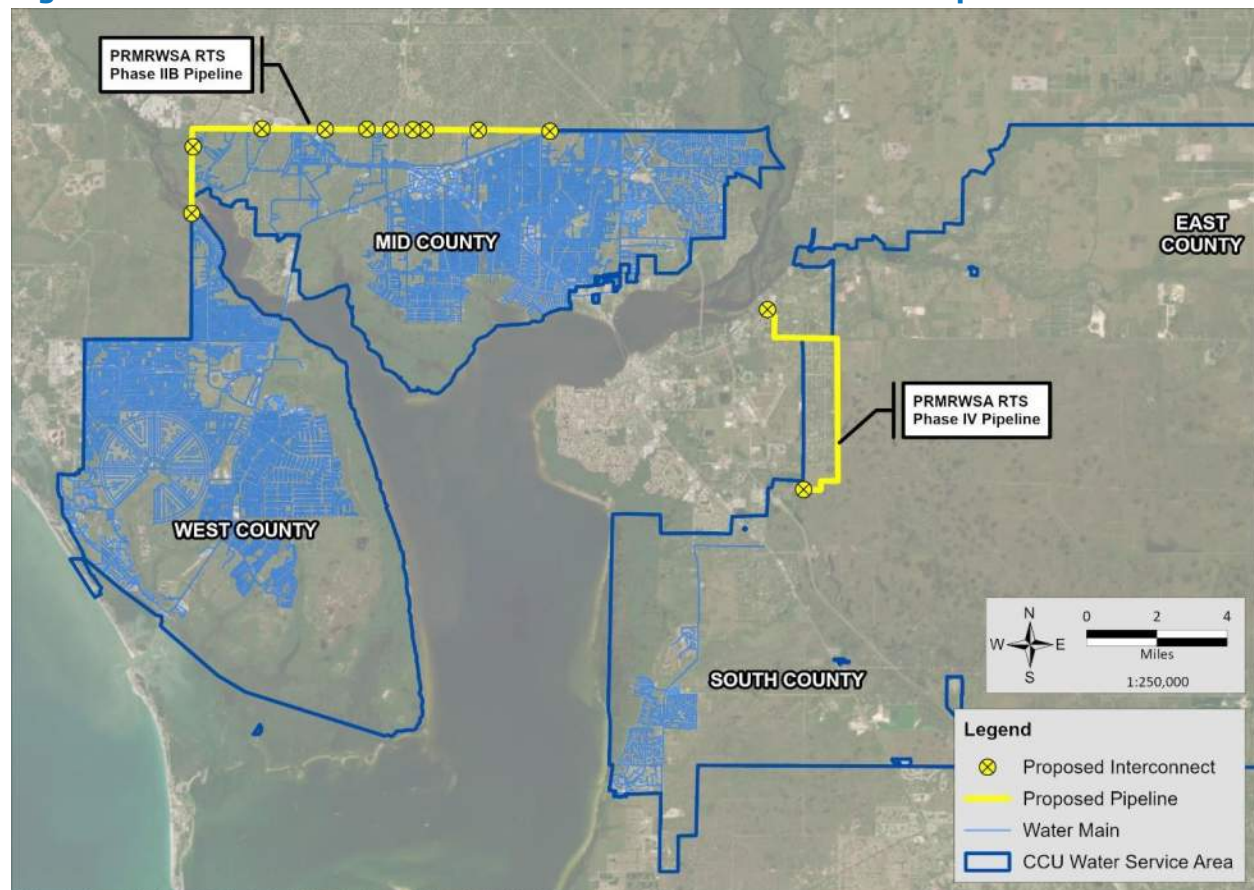 PRMRWSA RTS
Phase IIB Pipeline
MID COUNTY
EAST
COUNTY
PRMRWSA RTS
Phase IV Pipeline
WEST COUNTY
SOUTH COUNTY
N
W E
S
0 2 4
Miles
1:250,000
Legend
Proposed Interconnect
Proposed Pipeline
Water Main
CCU Water Service Area